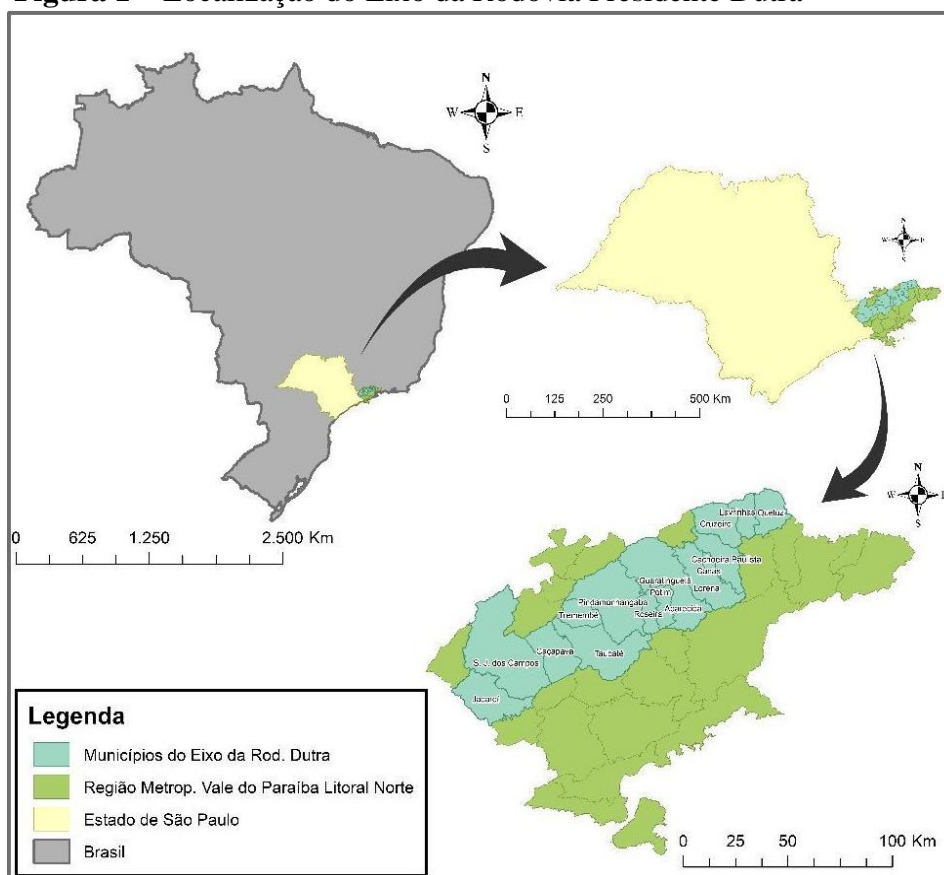 Figura 1 – Localização do Eixo da Rodovia Presidente Dutra
N
W E
S
N
W E
S
0 125 250 500 Km
0 625 1.250 2.500 Km
N
W E
S
Lavrinhas Queluz
Cruzeiro
Cachoeira Paulista
Canas
Guaratinguetá
Potim
Lorena
Pindamonhangaba
Aparecida
Tremembé
Roseira
Caçapava
Taubaté
S. J. dos Campos
Jacareí
Legenda
Municípios do Eixo da Rod. Dutra
Região Metrop. Vale do Paraíba Litoral Norte
Estado de São Paulo
Brasil
0 25 50 100 Km